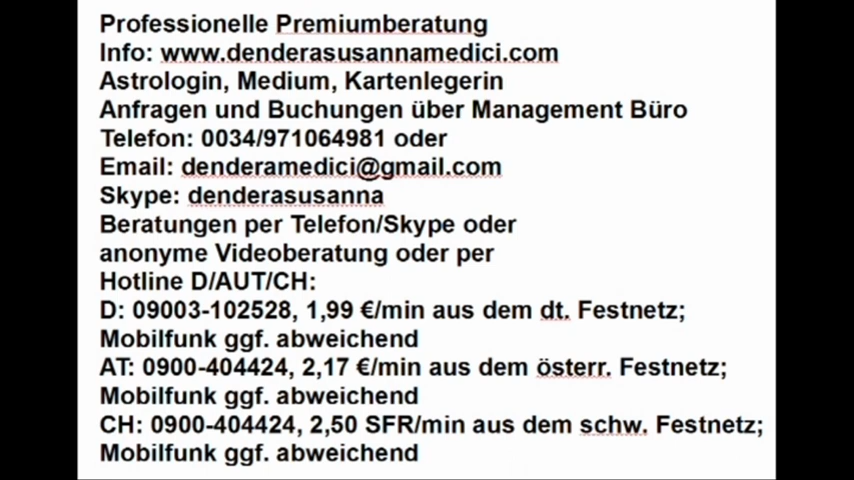 Professionelle Premiumberatung
Info: www.denderasusannamedici.com
Astrologin, Medium, Kartenlegerin
Anfragen und Buchungen über Management Büro
Telefon: 0034/971064981 oder
Email: denderamedici@gmail.com
Skype: denderasusanna
Beratungen per Telefon/Skype oder
anonyme Videoberatung oder per
Hotline D/AUT/CH:
D: 09003-102528, 1,99 €/min aus dem dt. Festnetz;
Mobilfunk ggf. abweichend
AT: 0900-404424, 2,17 €/min aus dem österr. Festnetz;
Mobilfunk ggf. abweichend
CH: 0900-404424, 2,50 SFR/min aus dem schw. Festnetz;
Mobilfunk ggf. abweichend